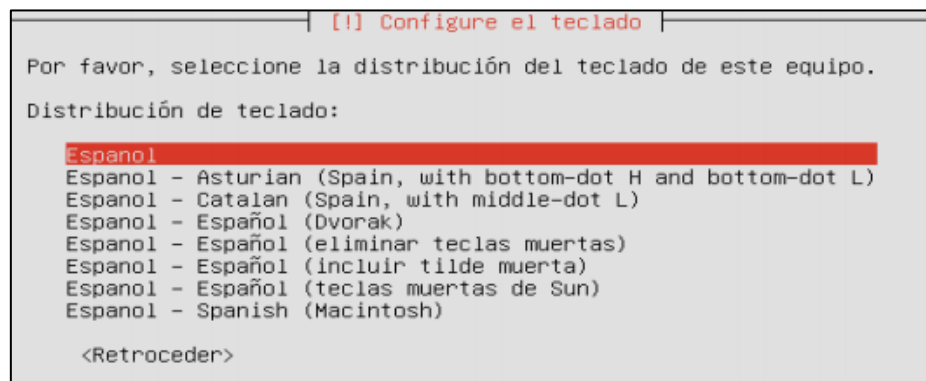 [!] Configure el teclado
Por favor, seleccione la distribución del teclado de este equipo.
Distribución de teclado:
Espanol
Espanol - Asturian (Spain, with bottom-dot H and bottom-dot L)
Espanol - Catalan (Spain, with middle-dot L)
Espanol - Español (Dvorak)
Espanol - Español (eliminar teclas muertas)
Espanol - Español (incluir tilde muerta)
Espanol - Español (teclas muertas de Sun)
Espanol - Spanish (Macintosh)
<Retroceder>